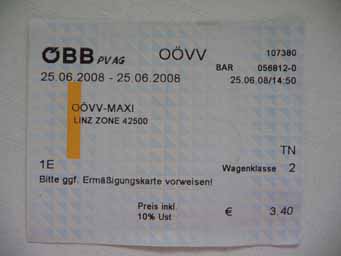 ÖBB PV AG OÖVV 107380
BAR 056812-0
25.06.2008 - 25.06.2008 25.06.08/14:50
OÖVV-MAXI
LINZ ZONE 42500
TN
1E Wagenklasse 2
Bitte ggf. Ermäßigungskarte vorweisen!
Preis inkl. € 3.40
10% Ust